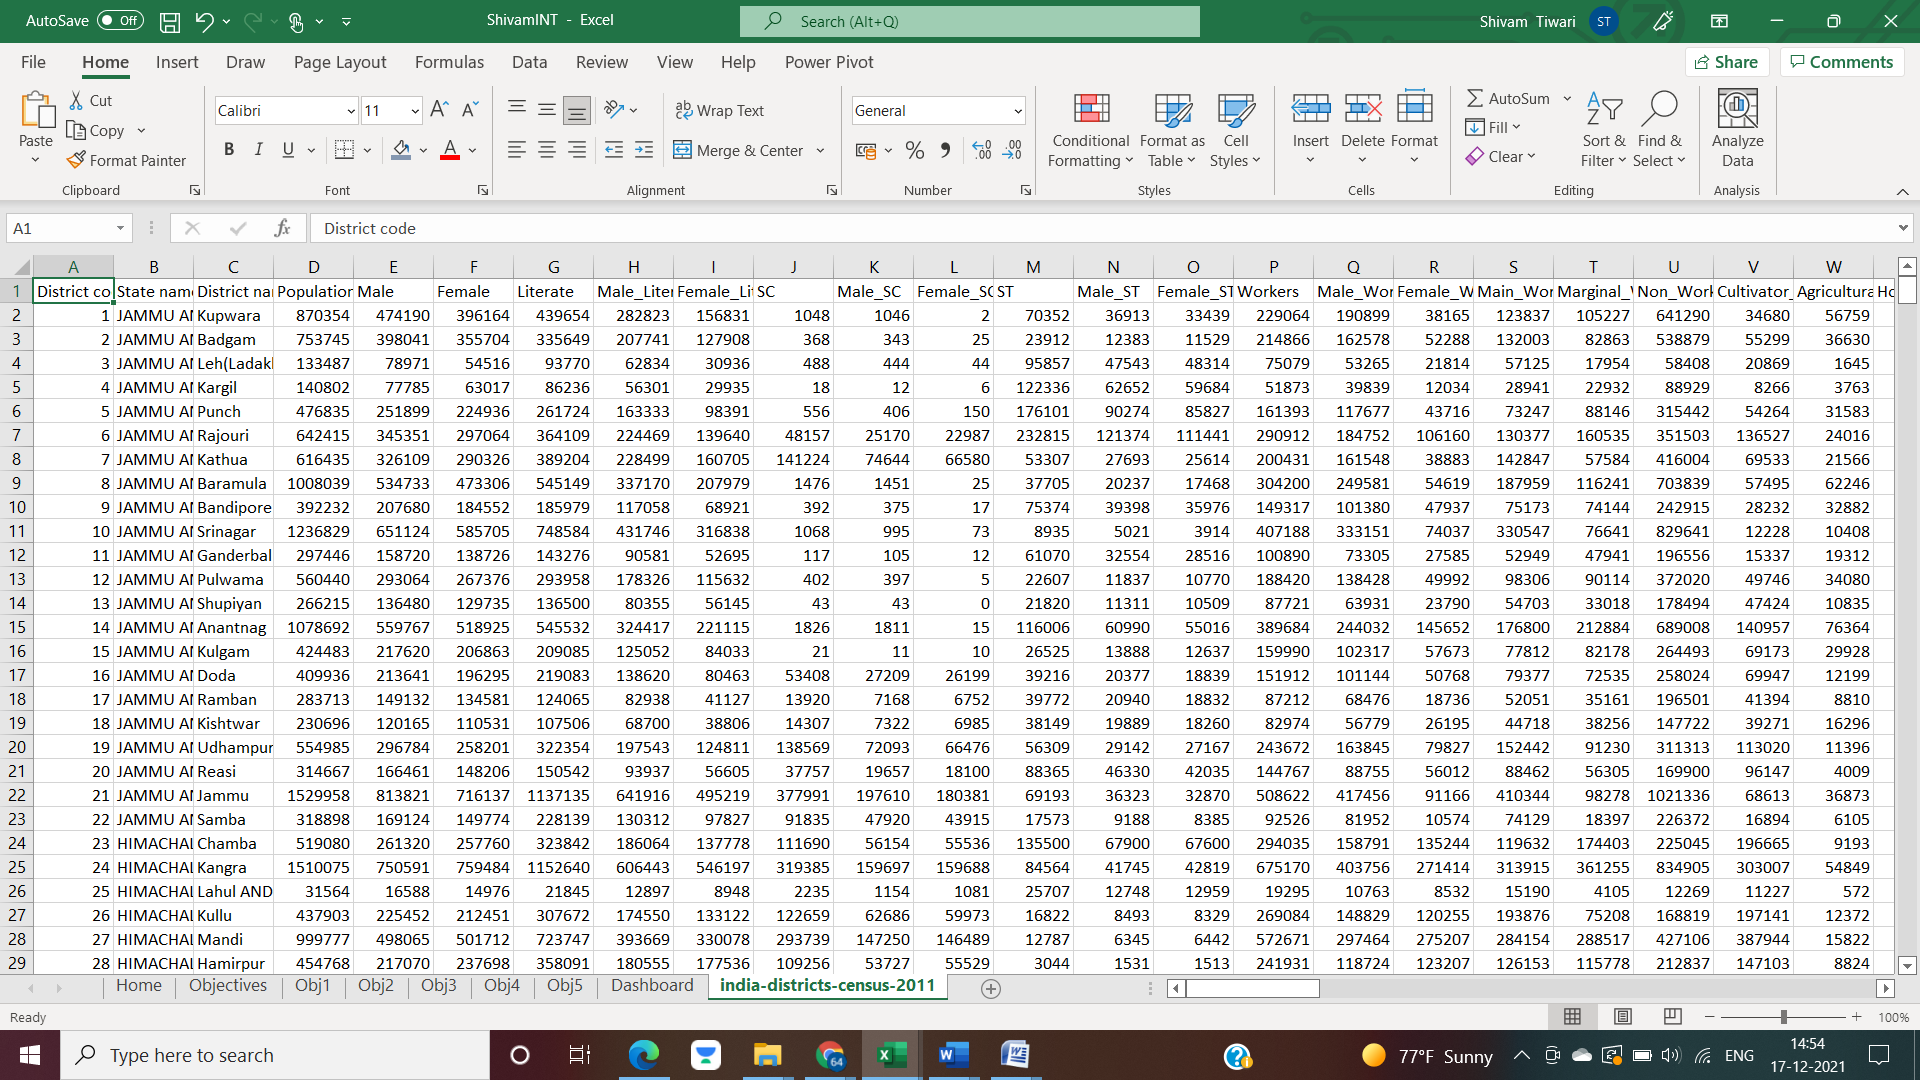 AutoSave Off ShivamINT - Excel Search (Alt+Q) Shivam Tiwari ST
File Home Insert Draw Page Layout Formulas Data Review View Help Power Pivot Share Comments
Paste Cut Copy Format Painter Clipboard
Calibri 11 A A B I U A Font
ab Wrap Text Merge & Center Alignment
General % Number
Conditional Formatting Format as Table Cell Styles Styles
Insert Delete Format Cells
AutoSum Fill Clear Sort & Filter Find & Select Editing
Analyze Data Analysis
A1 fx District code
A B C D E F G H I J K L M N O P Q R S T U V W
1 District co State name District nar Population Male Female Literate Male_Liter Female_Lit SC Male_SC Female_SC ST Male_ST Female_ST Workers Male_Wor Female_W Main_Wor Marginal_ Non_Work Cultivator_ Agricultura Ho
2 1 JAMMU AN Kupwara 870354 474190 396164 439654 282823 156831 1048 1046 2 70352 36913 33439 229064 190899 38165 123837 105227 641290 34680 56759
3 2 JAMMU AN Badgam 753745 398041 355704 335649 207741 127908 368 343 25 23912 12383 11529 214866 162578 52288 132003 82863 538879 55299 36630
4 3 JAMMU AN Leh(Ladakh 133487 78971 54516 93770 62834 30936 488 444 44 95857 47543 48314 75079 53265 21814 57125 17954 58408 20869 1645
5 4 JAMMU AN Kargil 140802 77785 63017 86236 56301 29935 18 12 6 122336 62652 59684 51873 39839 12034 28941 22932 88929 8266 3763
6 5 JAMMU AN Punch 476835 251899 224936 261724 163333 98391 556 406 150 176101 90274 85827 161393 117677 43716 73247 88146 315442 54264 31583
7 6 JAMMU AN Rajouri 642415 345351 297064 364109 224469 139640 48157 25170 22987 232815 121374 111441 290912 184752 106160 130377 160535 351503 136527 24016
8 7 JAMMU AN Kathua 616435 326109 290326 389204 228499 160705 141224 74644 66580 53307 27693 25614 200431 161548 38883 142847 57584 416004 69533 21566
9 8 JAMMU AN Baramula 1008039 534733 473306 545149 337170 207979 1476 1451 25 37705 20237 17468 304200 249581 54619 187959 116241 703839 57495 62246
10 9 JAMMU AN Bandipore 392232 207680 184552 185979 117058 68921 392 375 17 75374 39398 35976 149317 101380 47937 75173 74144 242915 28232 32882
11 10 JAMMU AN Srinagar 1236829 651124 585705 748584 431746 316838 1068 995 73 8935 5021 3914 407188 333151 74037 330547 76641 829641 12228 10408
12 11 JAMMU AN Ganderbal 297446 158720 138726 143276 90581 52695 117 105 12 61070 32554 28516 100890 73305 27585 52949 47941 196556 15337 19312
13 12 JAMMU AN Pulwama 560440 293064 267376 293958 178326 115632 402 397 5 22607 11837 10770 188420 138428 49992 98306 90114 372020 49746 34080
14 13 JAMMU AN Shupiyan 266215 136480 129735 136500 80355 56145 43 43 0 21820 11311 10509 87721 63931 23790 54703 33018 178494 47424 10835
15 14 JAMMU AN Anantnag 1078692 559767 518925 545532 324417 221115 1826 1811 15 116006 60990 55016 389684 244032 145652 176800 212884 689008 140957 76364
16 15 JAMMU AN Kulgam 424483 217620 206863 209085 125052 84033 21 11 10 26525 13888 12637 159990 102317 57673 77812 82178 264493 69173 29928
17 16 JAMMU AN Doda 409936 213641 196295 219083 138620 80463 53408 27209 26199 39216 20377 18839 151912 101144 50768 79377 72535 258024 69947 12199
18 17 JAMMU AN Ramban 283713 149132 134581 124065 82938 41127 13920 7168 6752 39772 20940 18832 87212 68476 18736 52051 35161 196501 41394 8810
19 18 JAMMU AN Kishtwar 230696 120165 110531 107506 68700 38806 14307 7322 6985 38149 19889 18260 82974 56779 26195 44718 38256 147722 39271 16296
20 19 JAMMU AN Udhampur 554985 296784 258201 322354 197543 124811 138569 72093 66476 56309 29142 27167 243672 163845 79827 152442 91230 311313 113020 11396
21 20 JAMMU AN Reasi 314667 166461 148206 150542 93937 56605 37757 19657 18100 88365 46330 42035 144767 88755 56012 88462 56305 169900 96147 4009
22 21 JAMMU AN Jammu 1529958 813821 716137 1137135 641916 495219 377991 197610 180381 69193 36323 32870 508622 417456 91166 410344 98278 1021336 68613 36873
23 22 JAMMU AN Samba 318898 169124 149774 228139 130312 97827 91835 47920 43915 17573 9188 8385 92526 81952 10574 74129 18397 226372 16894 6105
24 23 HIMACHAL Chamba 519080 261320 257760 323842 186064 137778 111690 56154 55536 135500 67900 67600 294035 158791 135244 119632 174403 225045 196665 9193
25 24 HIMACHAL Kangra 1510075 750591 759484 1152640 606443 546197 319385 159697 159688 84564 41745 42819 675170 403756 271414 313915 361255 834905 303007 54849
26 25 HIMACHAL Lahul AND 31564 16588 14976 21845 12897 8948 2235 1154 1081 25707 12748 12959 19295 10763 8532 15190 4105 12269 11227 572
27 26 HIMACHAL Kullu 437903 225452 212451 307672 174550 133122 122659 62686 59973 16822 8493 8329 269084 148829 120255 193876 75208 168819 197141 12372
28 27 HIMACHAL Mandi 999777 498065 501712 723747 393669 330078 293739 147250 146489 12787 6345 6442 572671 297464 275207 284154 288517 427106 387944 15822
29 28 HIMACHAL Hamirpur 454768 217070 237698 358091 180555 177536 109256 53727 55529 3044 1531 1513 241931 118724 123207 126153 115778 212837 147103 8824
Home Objectives Obj1 Obj2 Obj3 Obj4 Obj5 Dashboard india-districts-census-2011
Ready 100%
Type here to search 64 77°F Sunny ENG 14:54
17-12-2021